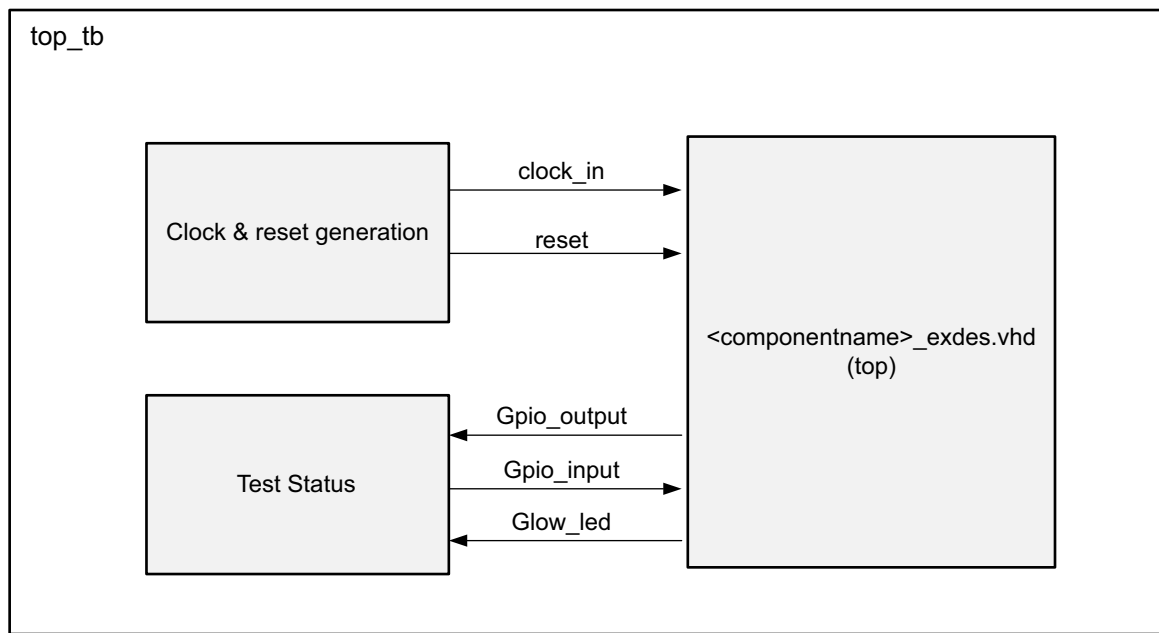 top_tb
clock_in
Clock & reset generation
reset
<componentname>_exdes.vhd
(top)
Gpio_output
Test Status
Gpio_input
Glow_led